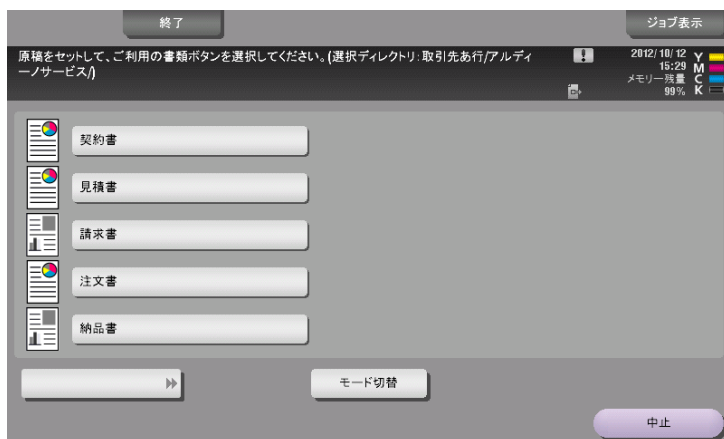 終了
ジョブ表示
原稿をセットして、ご利用の書類ボタンを選択してください。(選択ディレクトリ:取引先あ行/アルディ
ーノサービス/)
2012/10/12
15:29
メモリー残量
99%
Y
M
C
K
契約書
見積書
請求書
注文書
納品書
モード切替
中止